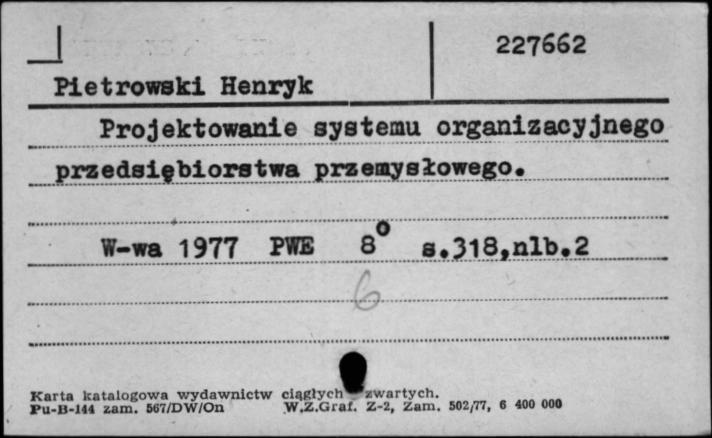 227662
Pietrowski Henryk
Projektowanie systemu organizacyjnego
przedsiębiorstwa przemysłowego.
W-wa 1977 PWE 8° s.318,nlb.2
6
Karta katalogowa wydawnictw ciągłych zwartych.
Pu-B-144 zam. 567/DW/On W.Z.Graf. Z-2, Zam. 502/77, 6 400 000